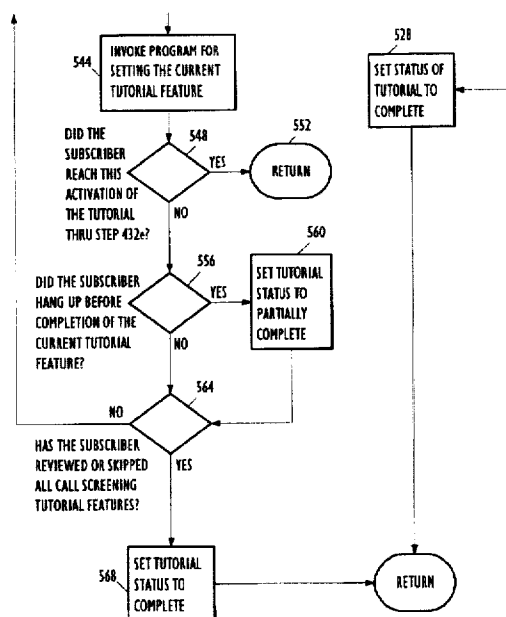 544
INVOKE PROGRAM FOR
SETTING THE CURRENT
TUTORIAL FEATURE
528
SET STATUS OF
TUTORIAL TO
COMPLETE
DID THE
SUBSCRIBER
REACH THIS
ACTIVATION OF
THE TUTORIAL
THRU STEP 432e?
548
YES
NO
552
RETURN
DID THE SUBSCRIBER
HANG UP BEFORE
COMPLETION OF THE
CURRENT TUTORIAL
FEATURE?
556
YES
NO
560
SET TUTORIAL
STATUS TO
PARTIALLY
COMPLETE
564
NO
YES
HAS THE SUBSCRIBER
REVIEWED OR SKIPPED
ALL CALL SCREENING
TUTORIAL FEATURES?
568
SET TUTORIAL
STATUS TO
COMPLETE
RETURN